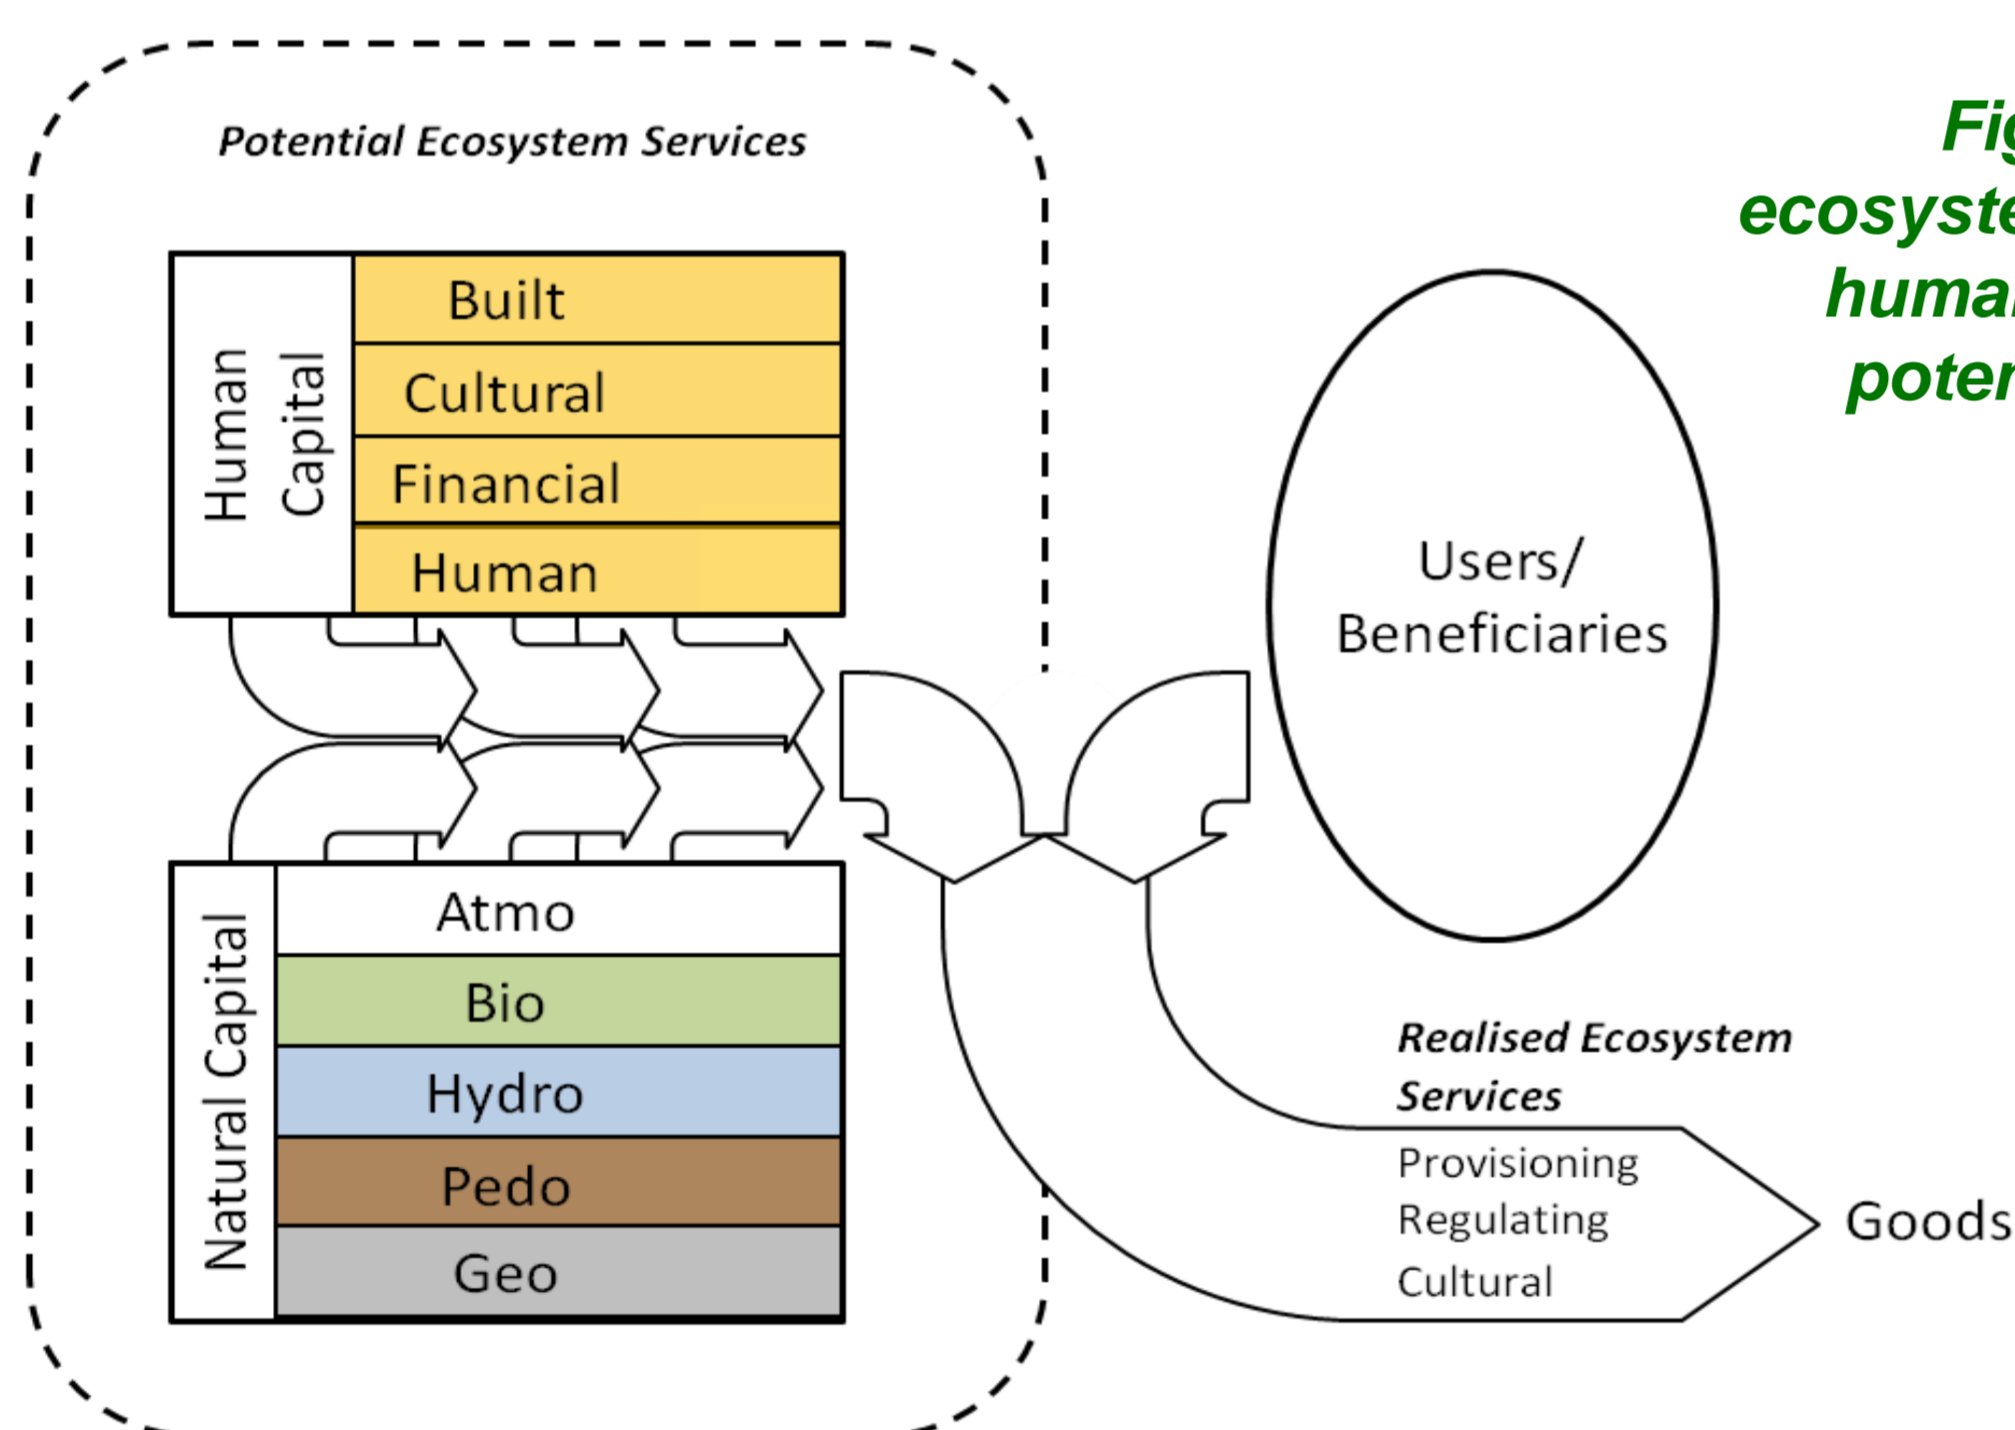 Potential Ecosystem Services
Human
Capital
Built
Cultural
Financial
Human
Natural Capital
Atmo
Bio
Hydro
Pedo
Geo
Users/
Beneficiaries
Realised Ecosystem
Services
Provisioning
Regulating
Cultural
Goods